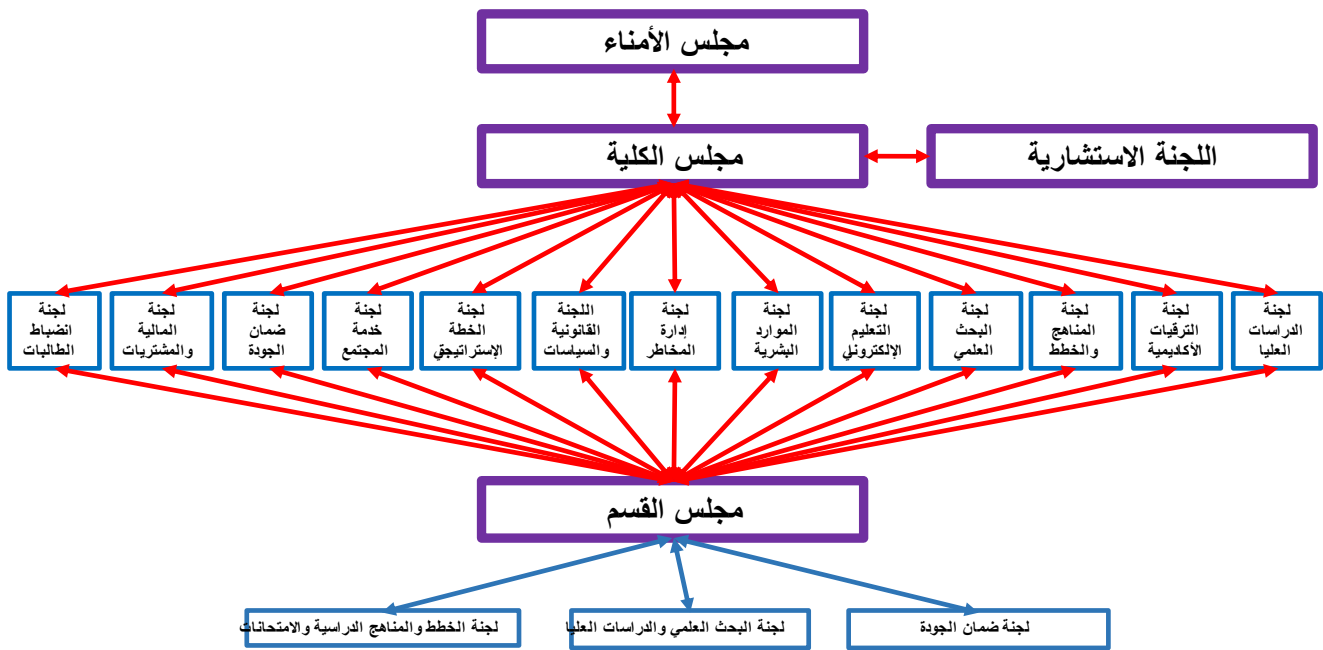 مجلس الأمناء
مجلس الكلية
اللجنة الاستشارية
لجنة
الدراسات
العليا
لجنة
الترقيات
الأكاديمية
لجنة
المناهج
والخطط
لجنة
البحث
العلمي
لجنة
التعليم
الإلكتروني
لجنة
الموارد
البشرية
لجنة
إدارة
المخاطر
اللجنة
القانونية
والسياسات
لجنة
الخطة
الإستراتيجي
لجنة
خدمة
المجتمع
لجنة
ضمان
الجودة
لجنة
المالية
والمشتريات
لجنة
انضباط
الطالبات
مجلس القسم
لجنة ضمان الجودة
لجنة البحث العلمي والدراسات العليا
لجنة الخطط والمناهج الدراسية والامتحانات